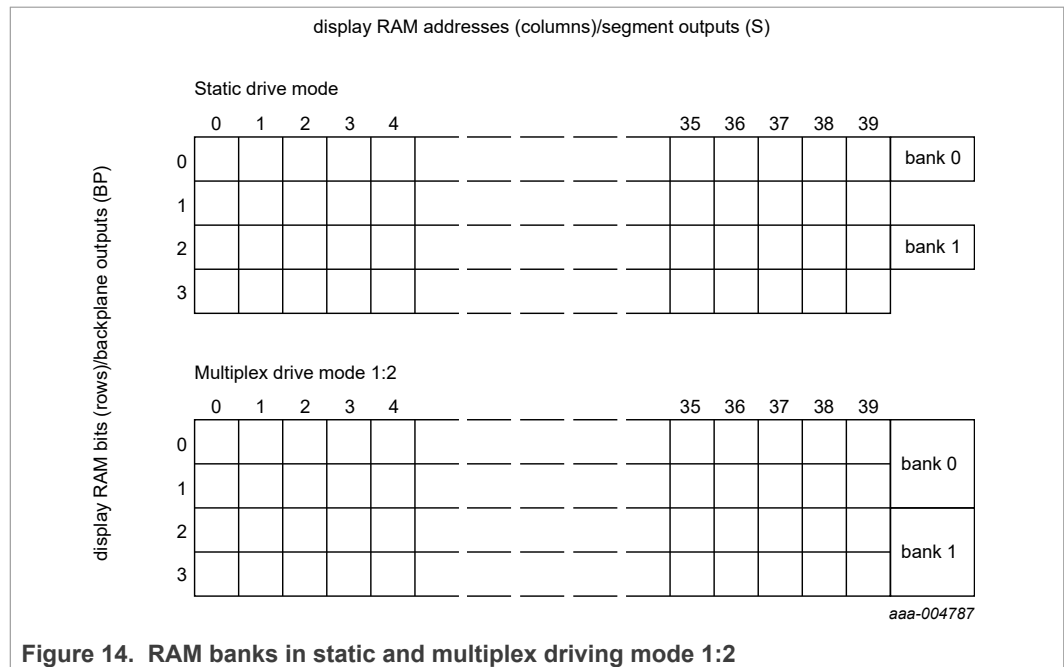 display RAM addresses (columns)/segment outputs (S)
display RAM bits (rows)/backplane outputs (BP)
Static drive mode
0 1 2 3 4 35 36 37 38 39
0 bank 0
1
2 bank 1
3
Multiplex drive mode 1:2
0 1 2 3 4 35 36 37 38 39
0
bank 0
1
2
bank 1
3
aaa-004787
Figure 14. RAM banks in static and multiplex driving mode 1:2